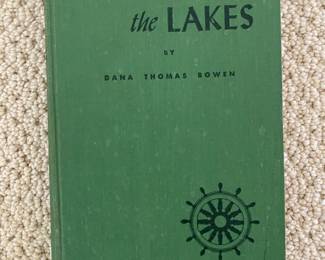 the LAKES
BY
DANA THOMAS BOWEN